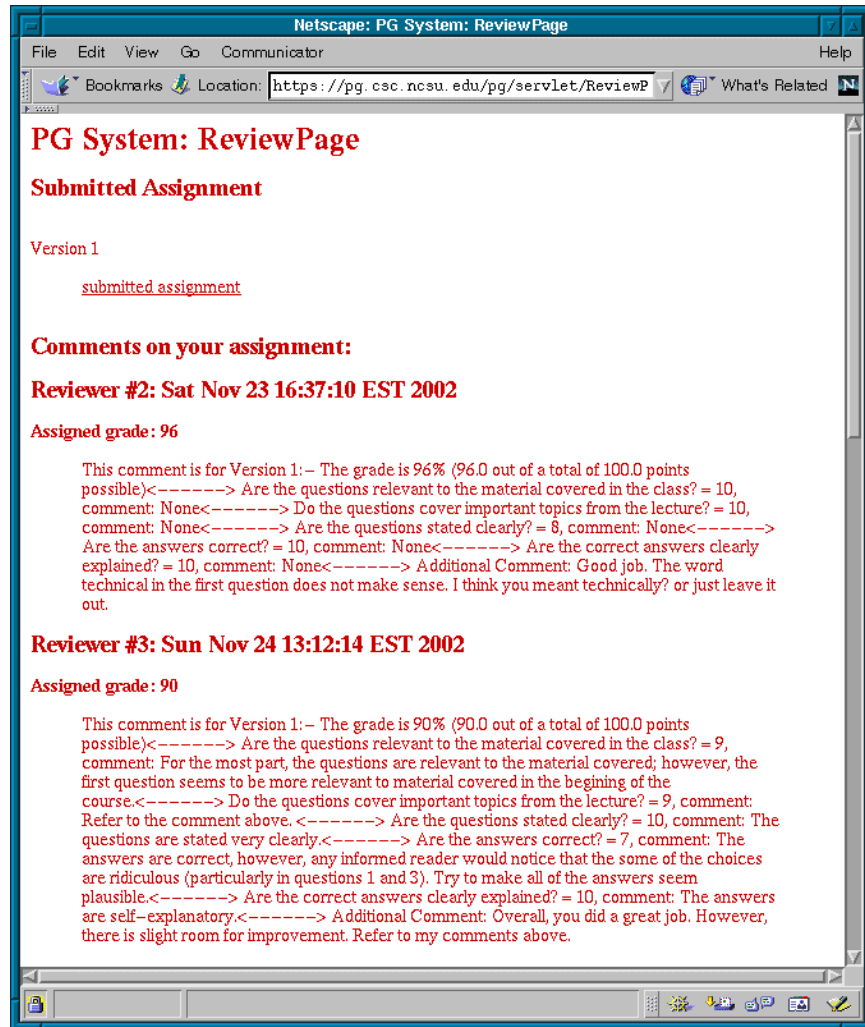 Netscape: PG System: ReviewPage
File Edit View Go Communicator Help
Bookmarks Location: https://pg.csc.ncsu.edu/pg/servlet/ReviewP What's Related N
PG System: ReviewPage
Submitted Assignment
Version 1
submitted assignment
Comments on your assignment:
Reviewer #2: Sat Nov 23 16:37:10 EST 2002
Assigned grade: 96
This comment is for Version 1:– The grade is 96% (96.0 out of a total of 100.0 points
possible)<−−−−−−> Are the questions relevant to the material covered in the class? = 10,
comment: None<−−−−−−> Do the questions cover important topics from the lecture? = 10,
comment: None<−−−−−−> Are the questions stated clearly? = 8, comment: None<−−−−−−>
Are the answers correct? = 10, comment: None<−−−−−−> Are the correct answers clearly
explained? = 10, comment: None<−−−−−−> Additional Comment: Good job. The word
technical in the first question does not make sense. I think you meant technically? or just leave it
out.
Reviewer #3: Sun Nov 24 13:12:14 EST 2002
Assigned grade: 90
This comment is for Version 1:– The grade is 90% (90.0 out of a total of 100.0 points
possible)<−−−−−−> Are the questions relevant to the material covered in the class? = 9,
comment: For the most part, the questions are relevant to the material covered; however, the
first question seems to be more relevant to material covered in the begining of the
course.<−−−−−−> Do the questions cover important topics from the lecture? = 9, comment:
Refer to the comment above. <−−−−−−> Are the questions stated clearly? = 10, comment: The
questions are stated very clearly.<−−−−−−> Are the answers correct? = 7, comment: The
answers are correct, however, any informed reader would notice that the some of the choices
are ridiculous (particularly in questions 1 and 3). Try to make all of the answers seem
plausible.<−−−−−−> Are the correct answers clearly explained? = 10, comment: The answers
are self−explanatory.<−−−−−−> Additional Comment: Overall, you did a great job. However,
there is slight room for improvement. Refer to my comments above.